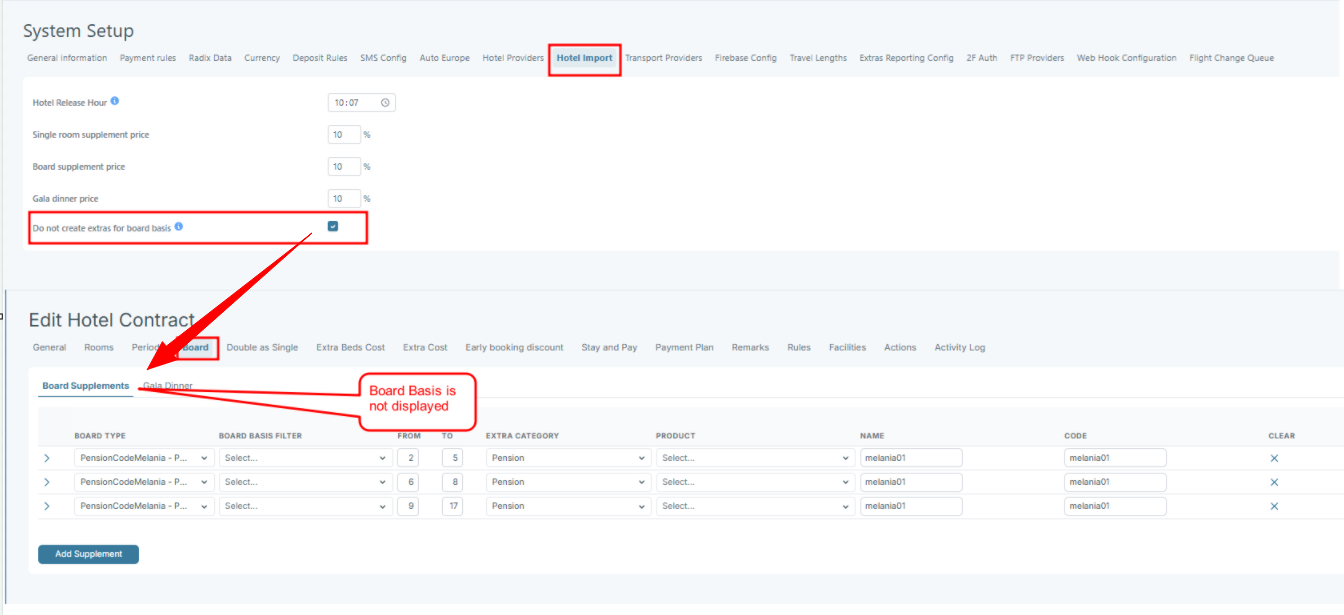 System Setup
General Information Payment rules Radix Data Currency Deposit Rules SMS Config Auto Europe Hotel Providers Hotel Import Transport Providers Firebase Config Travel Lengths Extras Reporting Config 2F Auth FTP Providers Web Hook Configuration Flight Change Queue
Hotel Release Hour 10:07
Single room supplement price 10 %
Board supplement price 10 %
Gala dinner price 10 %
Do not create extras for board basis
Edit Hotel Contract
General Rooms Period Board Double as Single Extra Beds Cost Extra Cost Early booking discount Stay and Pay Payment Plan Remarks Rules Facilities Actions Activity Log
Board Supplements Gala Dinner
Board Basis is
not displayed
BOARD TYPE BOARD BASIS FILTER FROM TO EXTRA CATEGORY PRODUCT NAME CODE CLEAR
PensionCodeMelania - P... Select... 2 5 Pension Select... melania01 melania01
PensionCodeMelania - P... Select... 6 8 Pension Select... melania01 melania01
PensionCodeMelania - P... Select... 9 17 Pension Select... melania01 melania01
Add Supplement